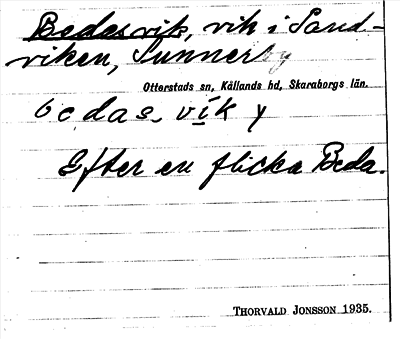 Bedasvik, vik i Sand-
viken, Sunnerby
Otterstads sn, Kållands hd, Skaraborgs län.
bedas vik y
Efter en flicka Beda.
THORVALD JONSSON 1935.